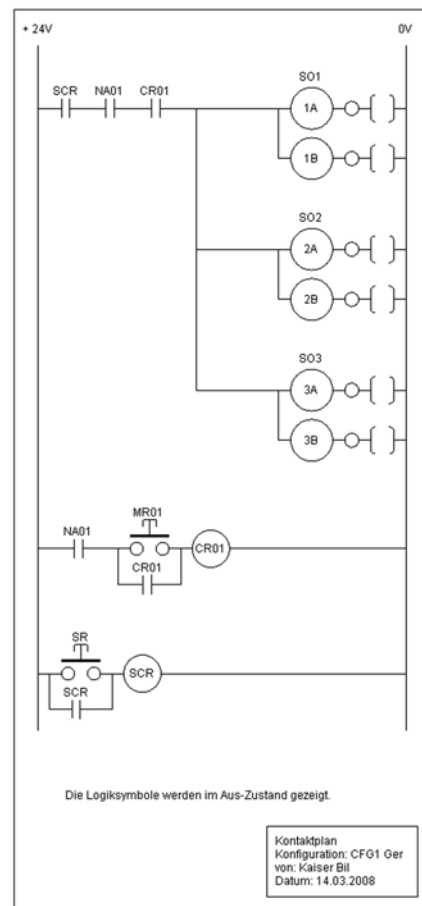 + 24V 0V
SO1
SCR NA01 CR01
1A
1B
SO2
2A
2B
SO3
3A
3B
MR01
NA01
CR01
CR01
SR
SCR
SCR
Die Logiksymbole werden im Aus-Zustand gezeigt.
Kontaktplan
Konfiguration: CFG1 Ger
von: Kaiser Bil
Datum: 14.03.2008